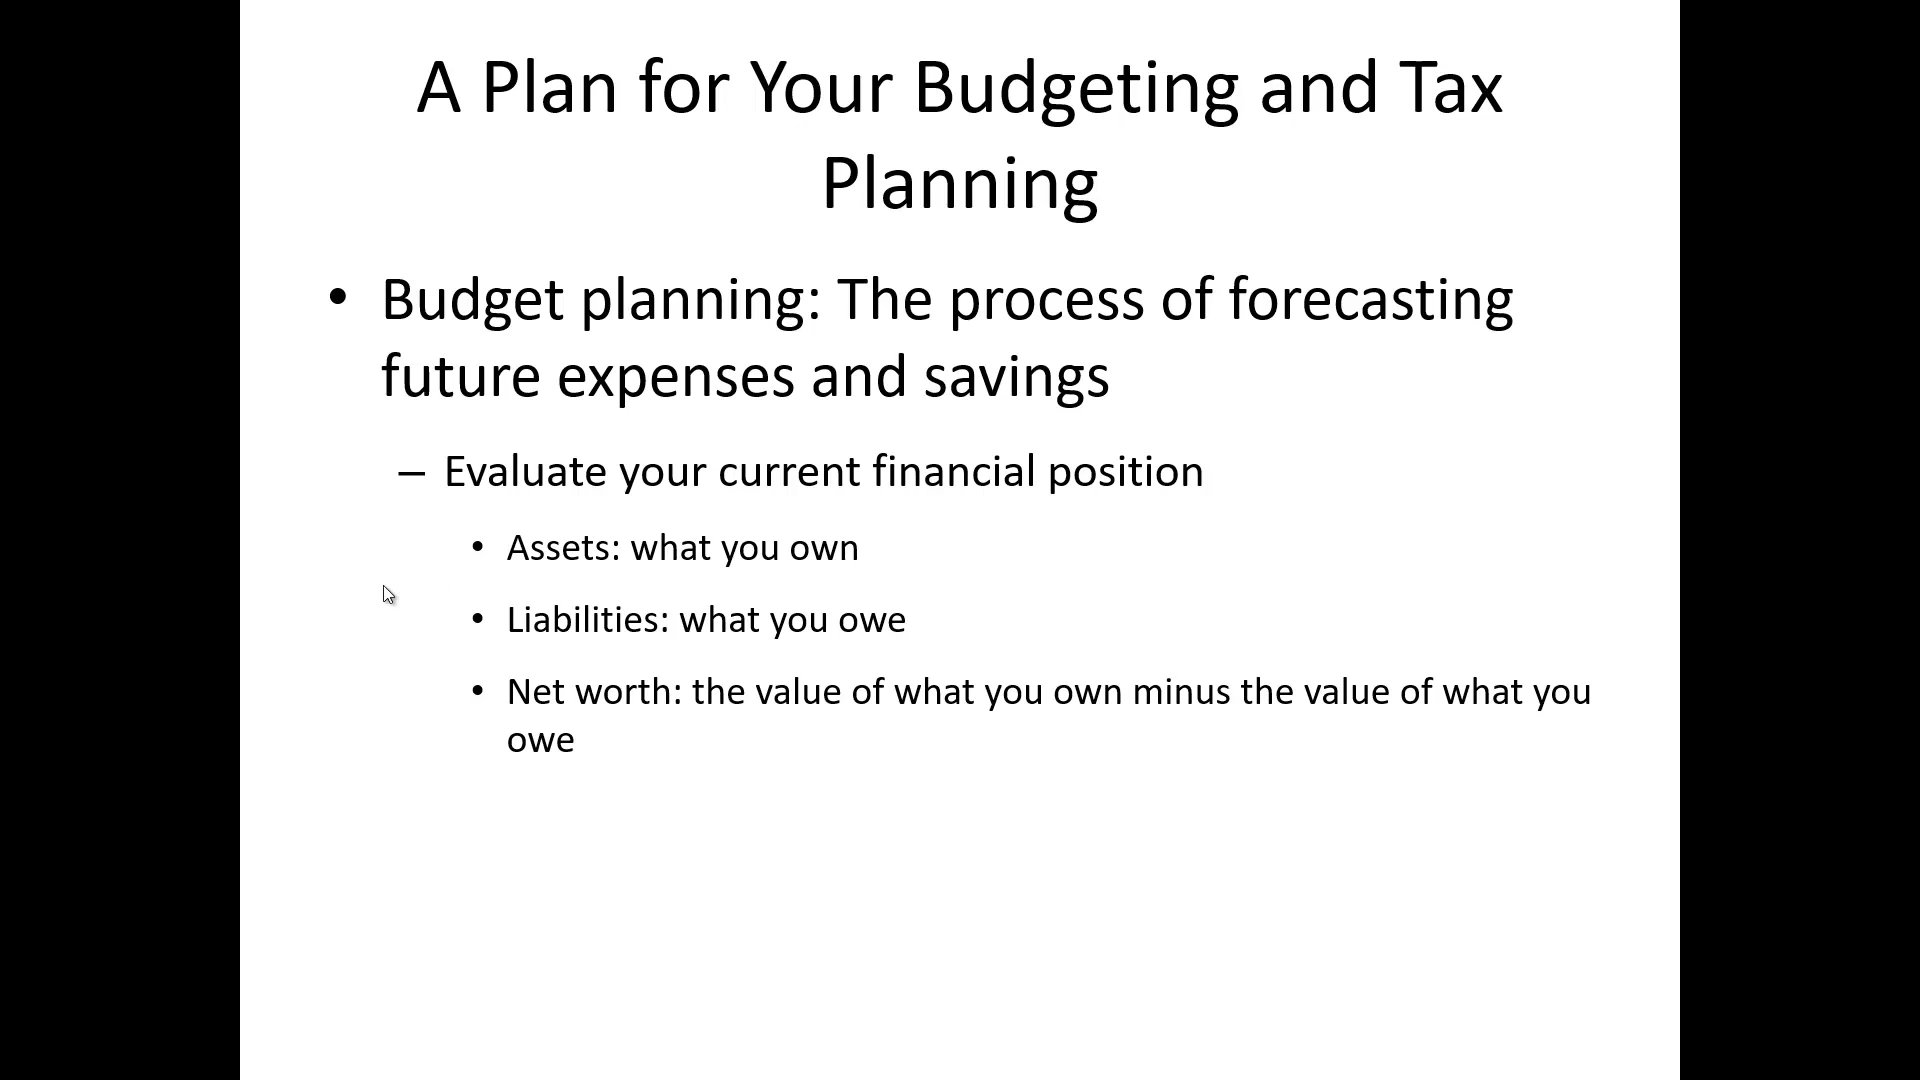 A Plan for Your Budgeting and Tax
Planning
• Budget planning: The process of forecasting
future expenses and savings
– Evaluate your current financial position
• Assets: what you own
• Liabilities: what you owe
• Net worth: the value of what you own minus the value of what you
owe